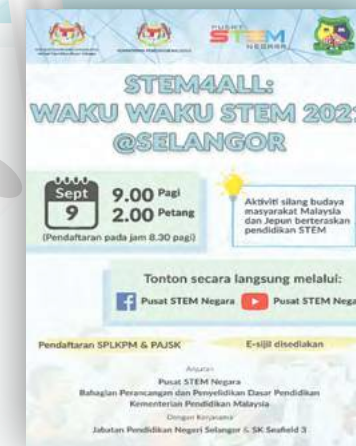 PUSAT
STEM
NEGARA
STEM4ALL:
WAKU WAKU STEM 202
@SELANGOR
Sept
9
9.00 Pagi
2.00 Petang
(Pendaftaran pada jam 8.30 pagi)
Aktiviti silang budaya
masyarakat Malaysia
dan Jepun berteraskan
pendidikan STEM
Tonton secara langsung melalui:
Pusat STEM Negara
Pusat STEM Nega
Pendaftaran SPLKPM & PAJSK
E-sijil disediakan
Anjuran
Pusat STEM Negara
Bahagian Perancangan dan Penyelidikan Dasar Pendidikan
Kementerian Pendidikan Malaysia
Dengan Kerjasama
Jabatan Pendidikan Negeri Selangor & SK Seafield 3